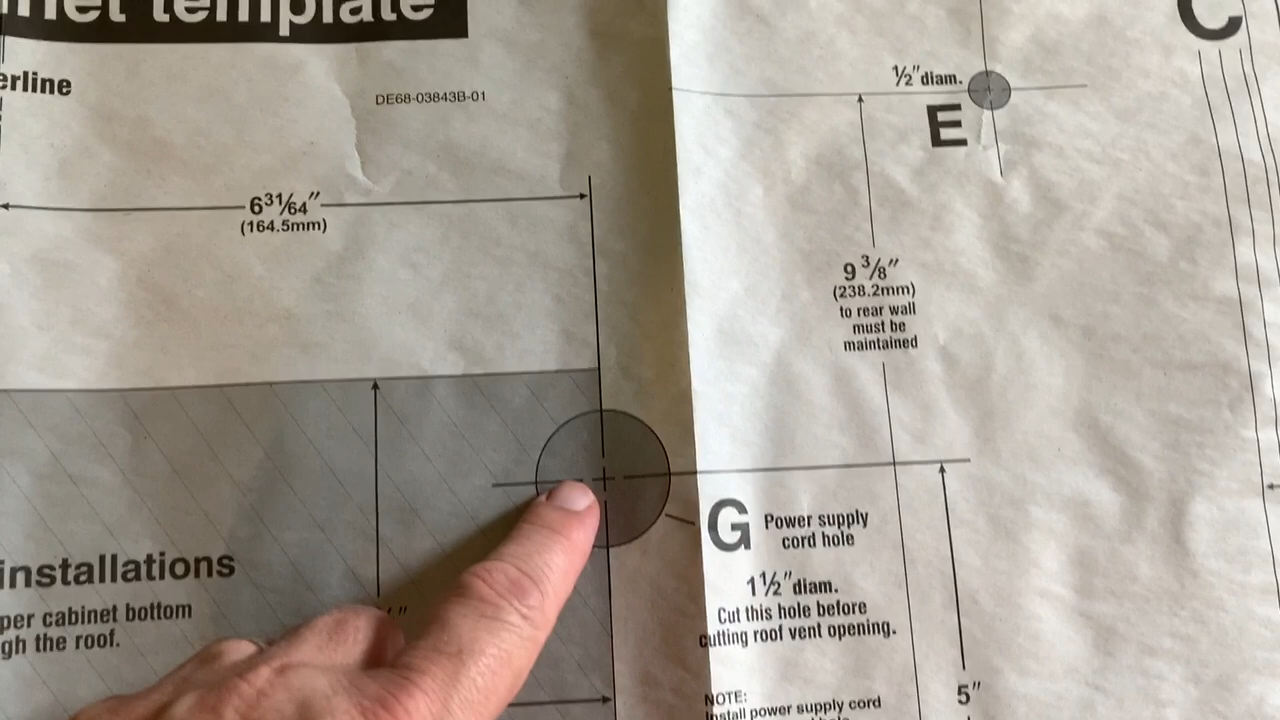 net template
erline
DE68-03843B-01
6 31/64"
(164.5mm)
½"diam.
E
C
9 3/8"
(238.2mm)
to rear wall
must be
maintained
G
Power supply
cord hole
1½"diam.
Cut this hole before
cutting roof vent opening.
installations
per cabinet bottom
gh the roof.
5"
NOTE:
Install power supply cord